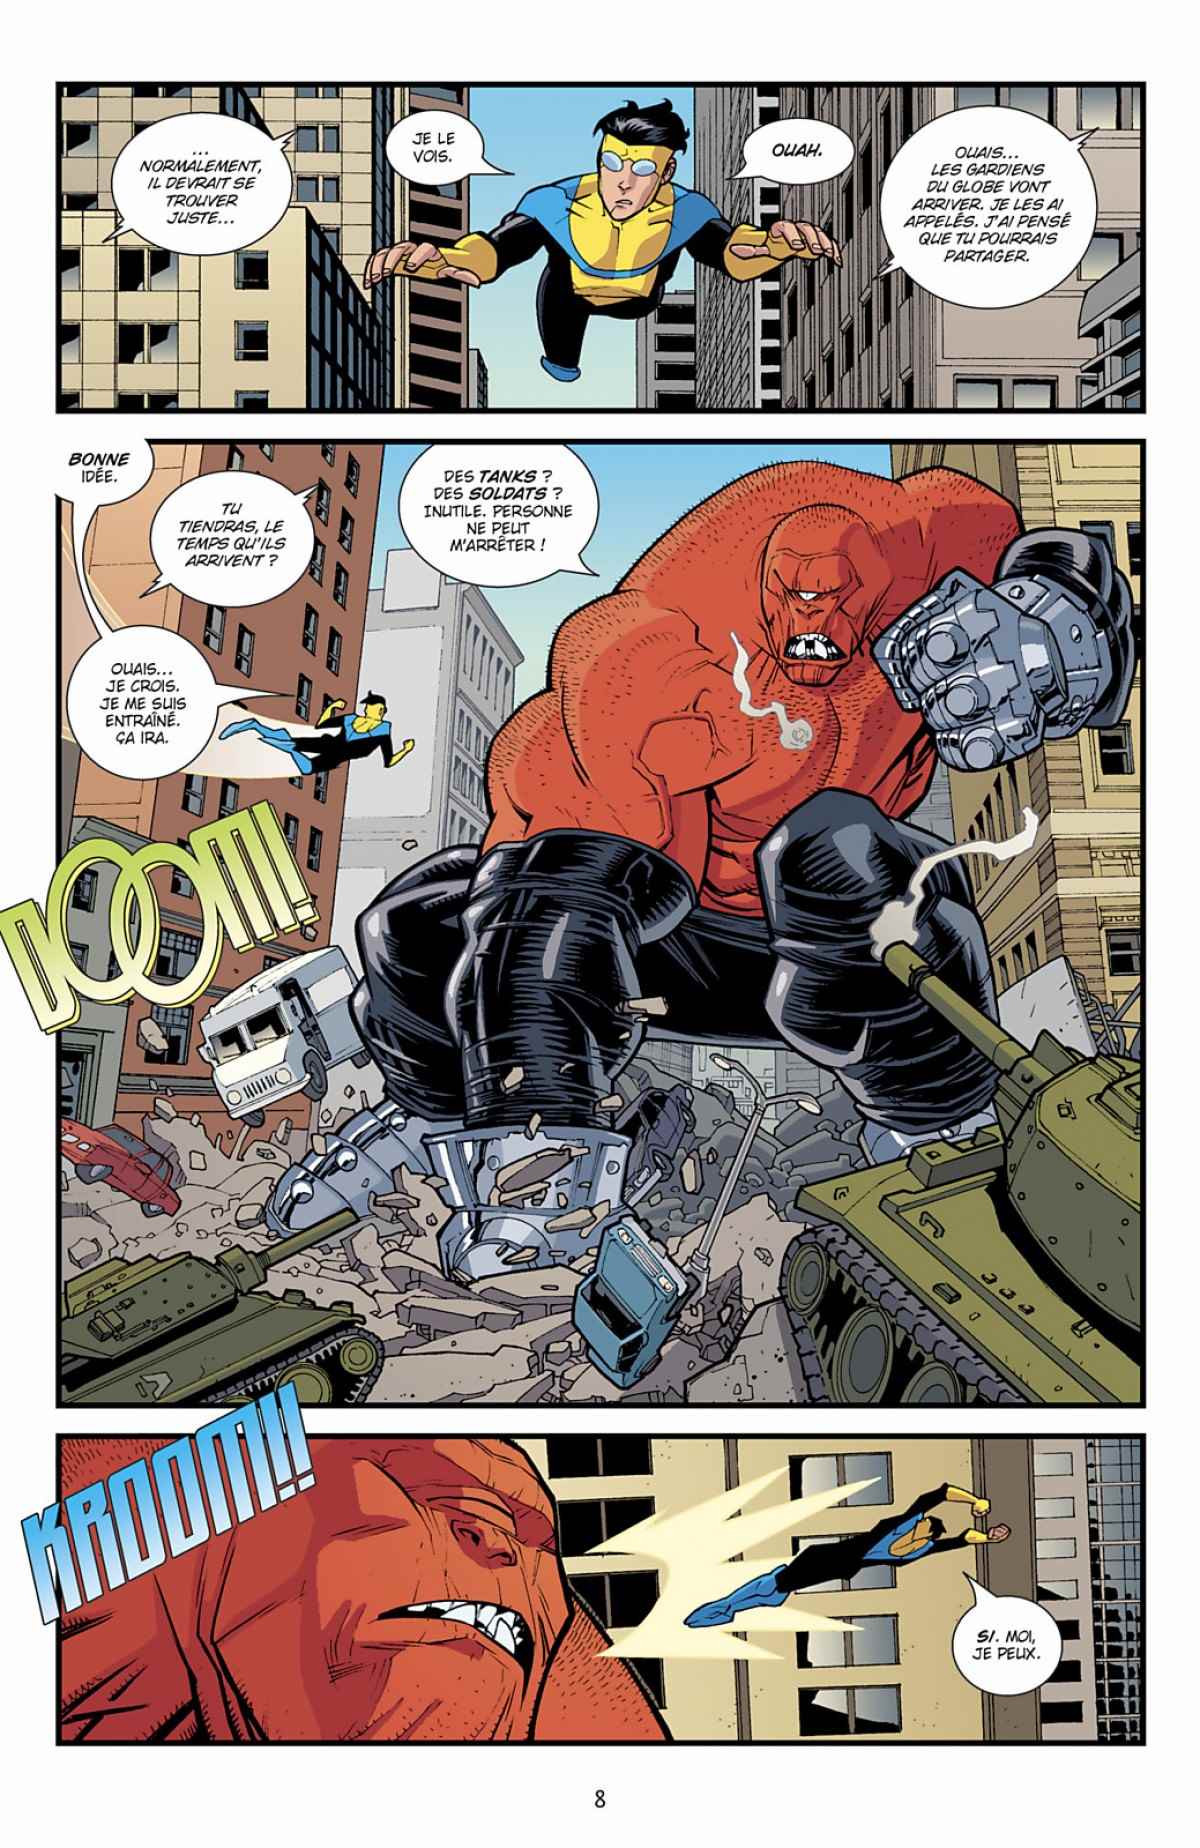 ...
NORMALEMENT,
IL DEVRAIT SE
TROUVER
JUSTE...
JE LE
VOIS.
OUAH.
OUAIS...
LES GARDIENS
DU GLOBE VONT
ARRIVER. JE LES AI
APPELÉS. J'AI PENSÉ
QUE TU POURRAIS
PARTAGER.
BONNE
IDÉE.
TU
TIENDRAS, LE
TEMPS QU'ILS
ARRIVENT ?
OUAIS...
JE CROIS.
JE ME SUIS
ENTRAÎNÉ.
ÇA IRA.
DES TANKS ?
DES SOLDATS ?
INUTILE. PERSONNE
NE PEUT
M'ARRÊTER !
DOOM!
KROOM!!
SI. MOI,
JE PEUX.
8